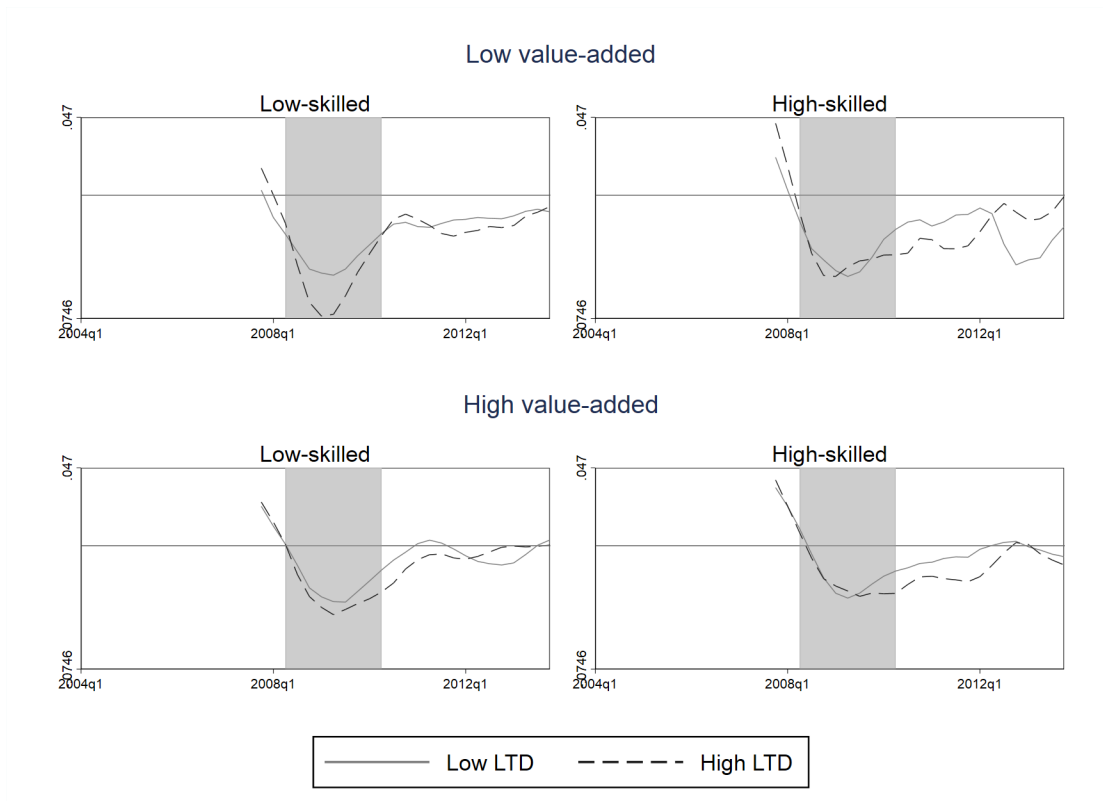 Low value-added
Low-skilled
.047
.0746
2004q1
2008q1
2012q1
High-skilled
.047
.0746
2004q1
2008q1
2012q1
High value-added
Low-skilled
.047
.0746
2004q1
2008q1
2012q1
High-skilled
.047
.0746
2004q1
2008q1
2012q1
Low LTD
High LTD